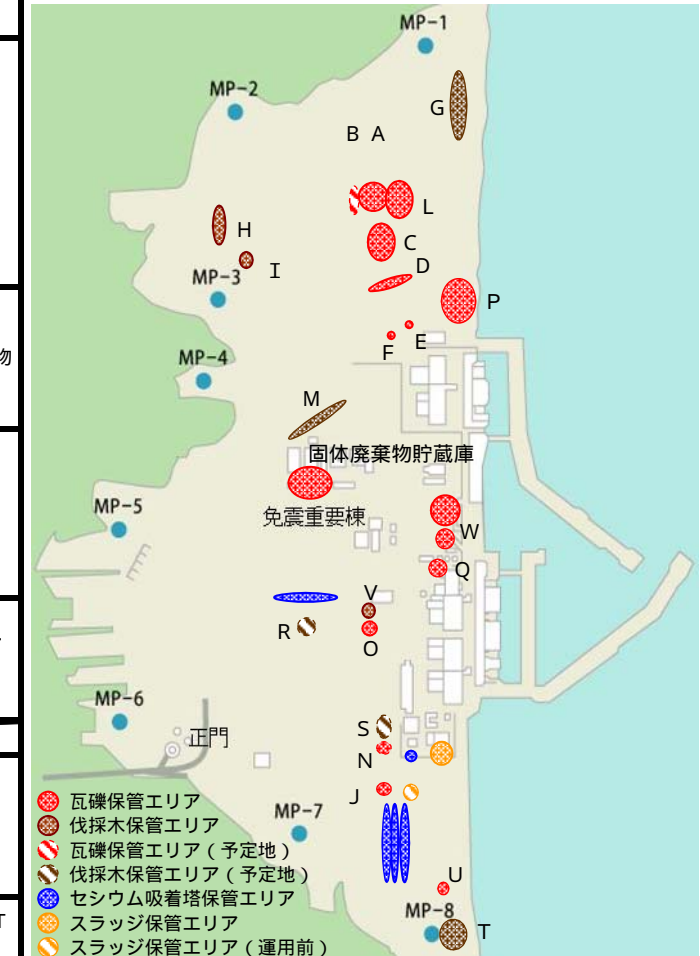 MP-1
MP-2
G
B A
L
H
C
I
D
MP-3
P
E
F
物
MP-4
M
固体廃棄物貯蔵庫
MP-5
免震重要棟
W
Q
V
R
O
MP-6
S
正門
N
J
瓦礫保管エリア
伐採木保管エリア
MP-7
瓦礫保管エリア(予定地)
伐採木保管エリア(予定地)
U
セシウム吸着塔保管エリア
MP-8
T
スラッジ保管エリア
スラッジ保管エリア(運用前)